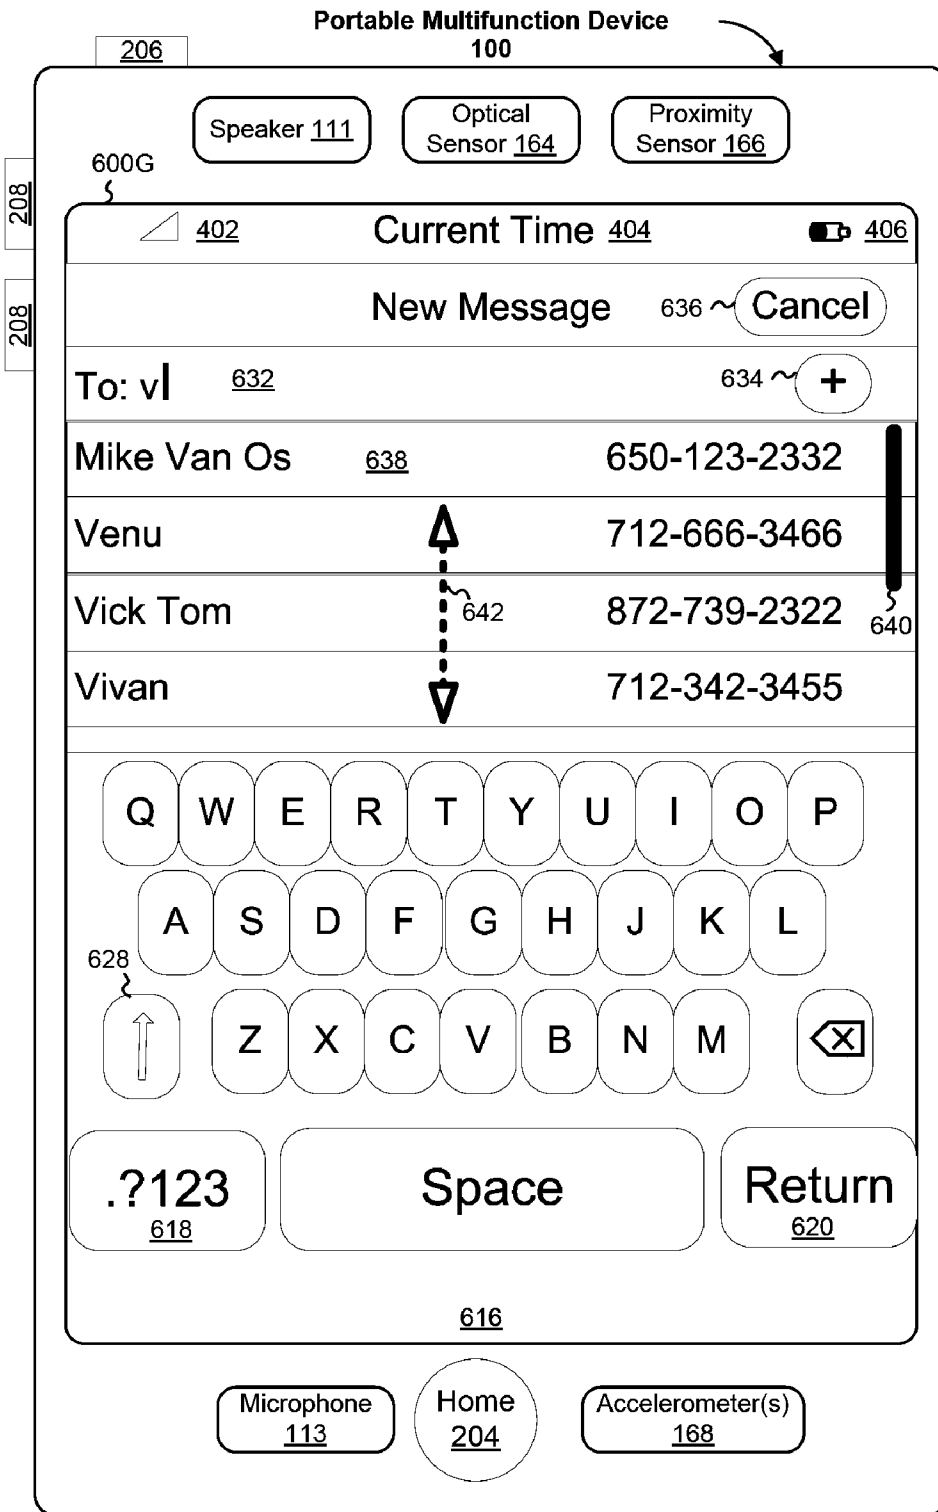 Portable Multifunction Device
100
206
Speaker 111
Optical
Sensor 164
Proximity
Sensor 166
600G
208
208
402 Current Time 404 406
New Message 636 Cancel
To: v 632 634 +
Mike Van Os 638 650-123-2332
Venu 712-666-3466
642
640
Vick Tom 872-739-2322
Vivan 712-342-3455
Q W E R T Y U I O P
A S D F G H J K L
628
Z X C V B N M
.?123
618
Space
Return
620
616
Microphone
113
Home
204
Accelerometer(s)
168